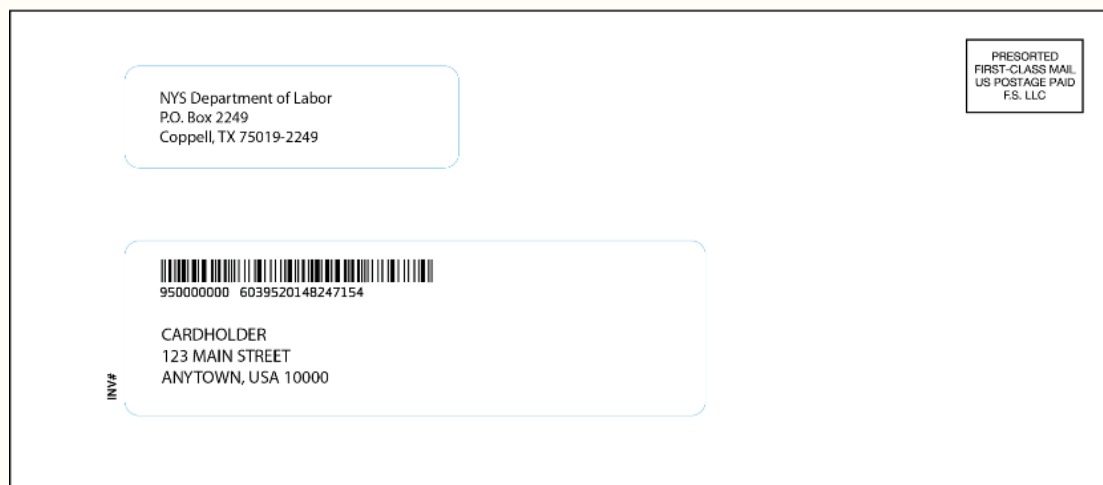 PRESORTED
FIRST-CLASS MAIL
US POSTAGE PAID
F.S. LLC
NYS Department of Labor
P.O. Box 2249
Coppell, TX 75019-2249
950000000 6039520148247154
CARDHOLDER
123 MAIN STREET
ANYTOWN, USA 10000
INV#